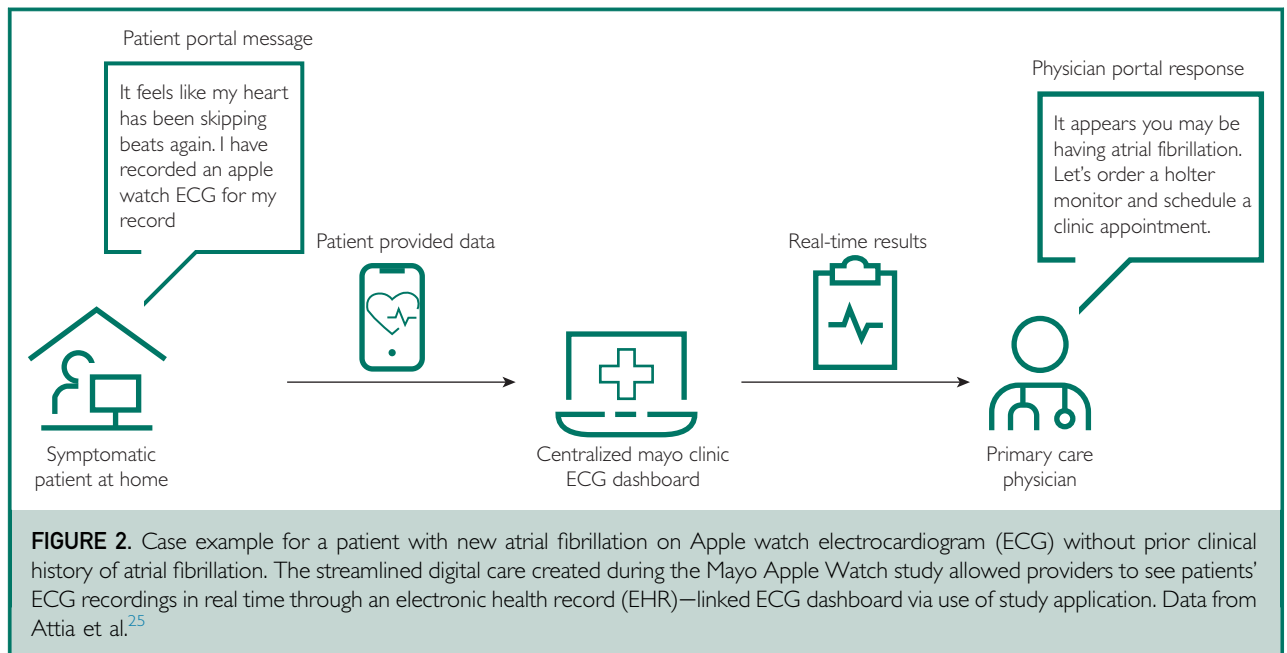 Patient portal message
It feels like my heart
has been skipping
beats again. I have
recorded an apple
watch ECG for my
record
Physician portal response
It appears you may be
having atrial fibrillation.
Let's order a holter
monitor and schedule a
clinic appointment.
Patient provided data
Real-time results
Symptomatic
patient at home
Centralized mayo clinic
ECG dashboard
Primary care
physician
FIGURE 2. Case example for a patient with new atrial fibrillation on Apple watch electrocardiogram (ECG) without prior clinical
history of atrial fibrillation. The streamlined digital care created during the Mayo Apple Watch study allowed providers to see patients'
ECG recordings in real time through an electronic health record (EHR)—linked ECG dashboard via use of study application. Data from
Attia et al.25